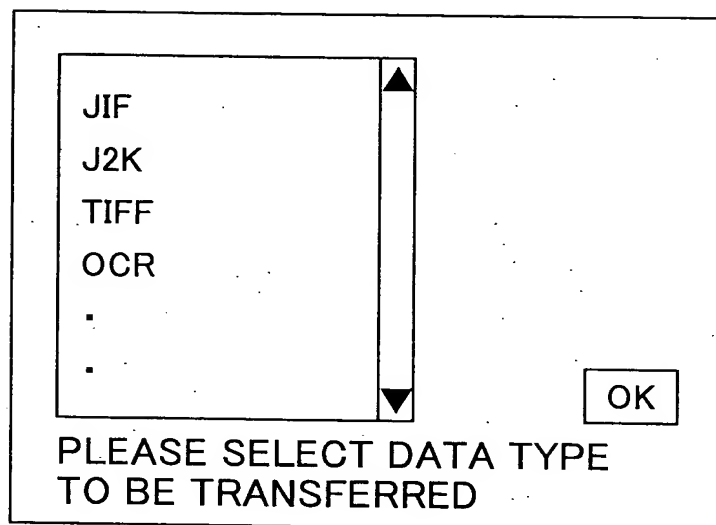 JIF
J2K
TIFF
OCR
.
.
OK
PLEASE SELECT DATA TYPE
TO BE TRANSFERRED